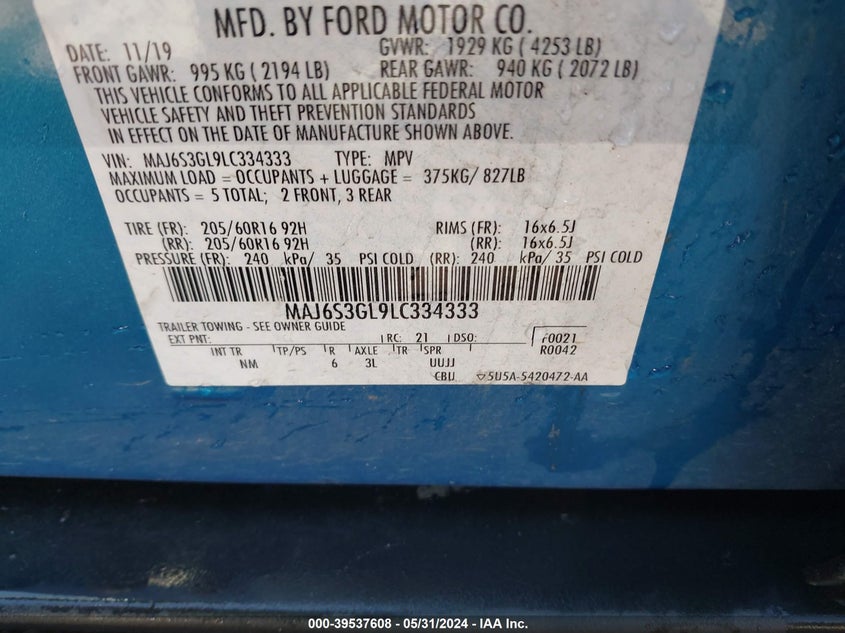 MFD. BY FORD MOTOR CO.
DATE: 11/19 GVWR: 1929 KG ( 4253 LB)
FRONT GAWR: 995 KG ( 2194 LB) REAR GAWR: 940 KG ( 2072 LB)
THIS VEHICLE CONFORMS TO ALL APPLICABLE FEDERAL MOTOR
VEHICLE SAFETY AND THEFT PREVENTION STANDARDS
IN EFFECT ON THE DATE OF MANUFACTURE SHOWN ABOVE.
VIN: MAJ6S3GL9LC334333 TYPE: MPV
MAXIMUM LOAD = OCCUPANTS + LUGGAGE = 375KG/ 827LB
OCCUPANTS = 5 TOTAL; 2 FRONT, 3 REAR
TIRE (FR): 205/60R16 92H RIMS (FR): 16x6.5J
(RR): 205/60R16 92H (RR): 16x6.5J
PRESSURE (FR): 240 kPa/ 35 PSI COLD (RR): 240 kPa/ 35 PSI COLD
MAJ6S3GL9LC334333
TRAILER TOWING - SEE OWNER GUIDE
EXT PNT: RC: 21 DSO: F0021
R0042
INT TR TP/PS R AXLE TR SPR
NM 6 3L UUJJ
CBU 5U5A-5420472-AA
000-39537608 - 05/31/2024 - IAA Inc.